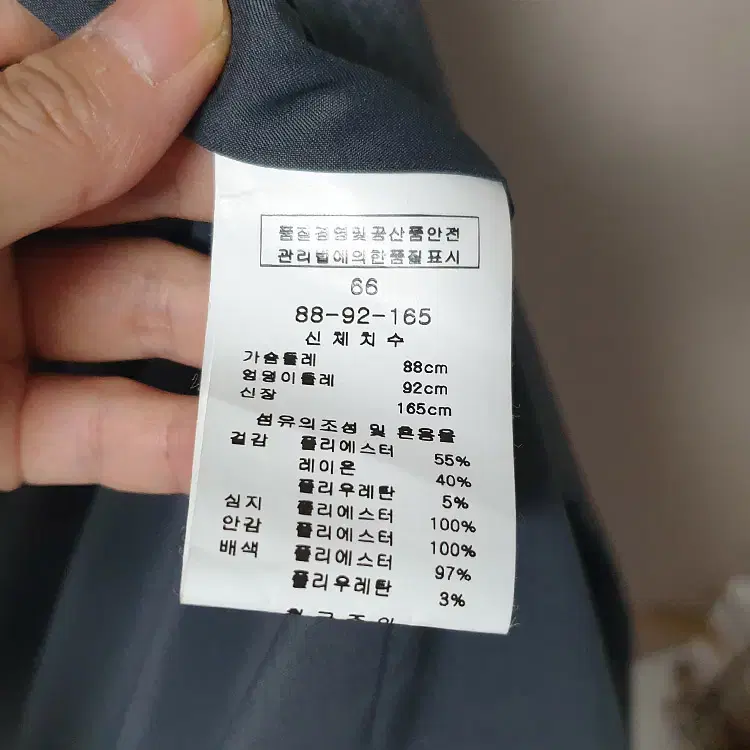 품질경영및공산품안전
관리법에의한품질표시
66
88-92-165
신체치수
가슴둘레 88cm
엉덩이둘레 92cm
신장 165cm
섬유의조성 및 혼용율
겉감 폴리에스터 55%
레이온 40%
폴리우레탄 5%
심지 폴리에스터 100%
안감 폴리에스터 100%
배색 폴리에스터 97%
폴리우레탄 3%